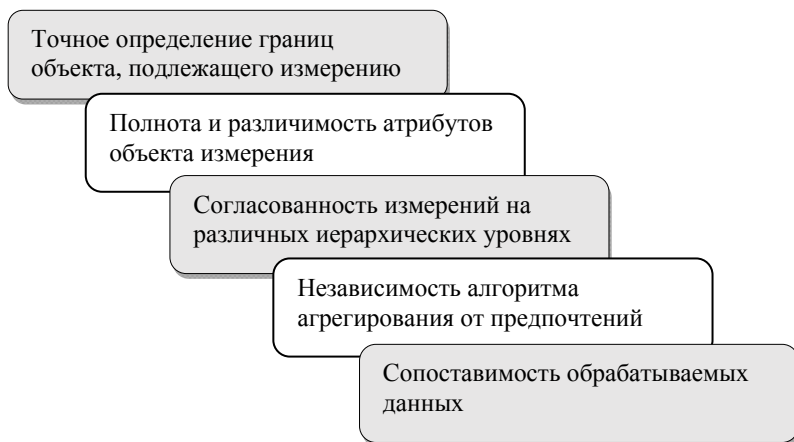 Точное определение границ
объекта, подлежащего измерению
Полнота и различимость атрибутов
объекта измерения
Согласованность измерений на
различных иерархических уровнях
Независимость алгоритма
агрегирования от предпочтений
Сопоставимость обрабатываемых
данных